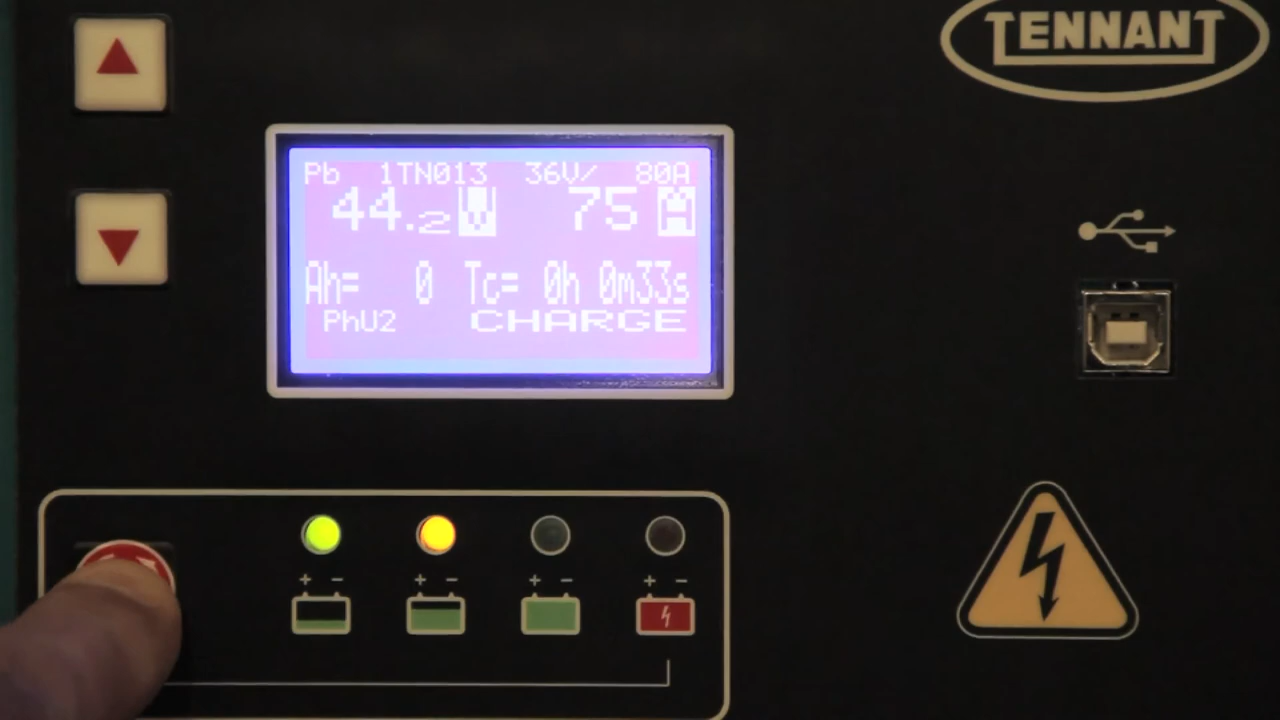 TENNANT
Pb 1TN013 36V/ 80A
44.2 V 75 A
Ah= 0 Tc= 0h 0m33s
PhU2 CHARGE
+ - + - + - + -